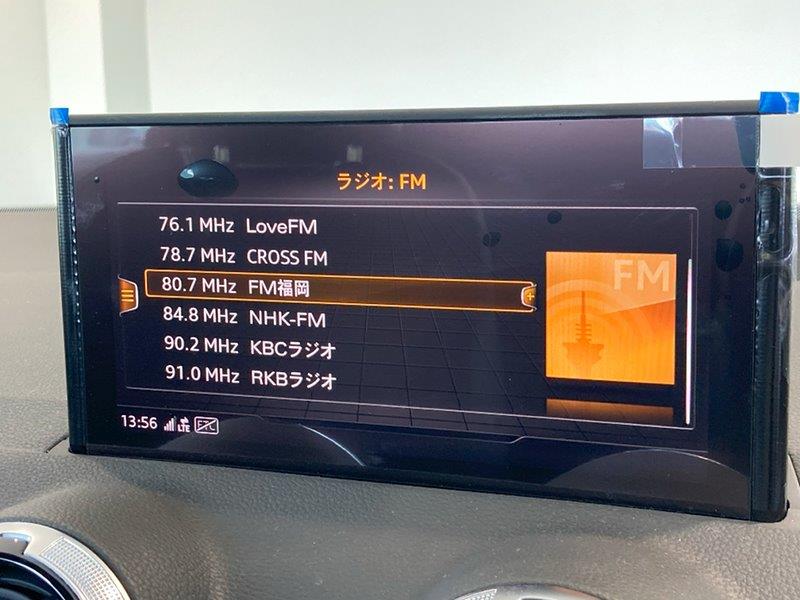 ラジオ: FM
76.1 MHz LoveFM
78.7 MHz CROSS FM
FM
80.7 MHz FM福岡
84.8 MHz NHK-FM
90.2 MHz KBCラジオ
91.0 MHz RKBラジオ
13:56 LTE ETC